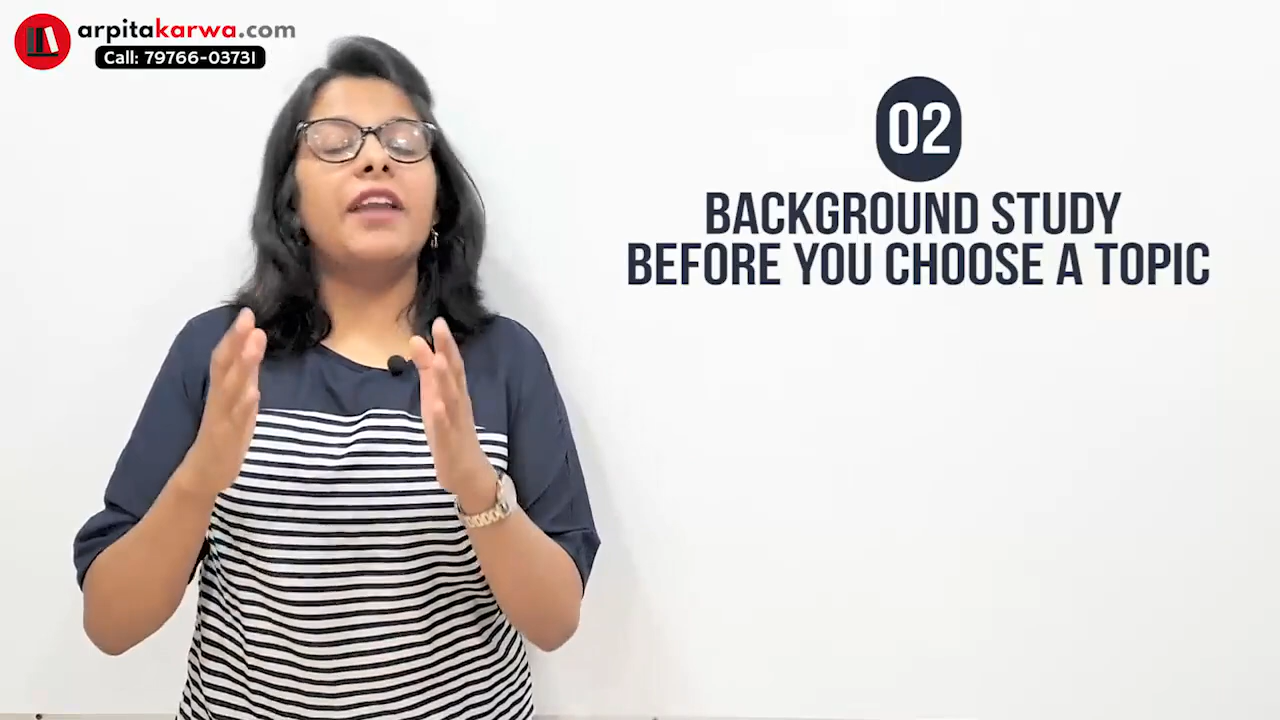 arpitakarwa.com
Call: 79766-03731
02
BACKGROUND STUDY
BEFORE YOU CHOOSE A TOPIC